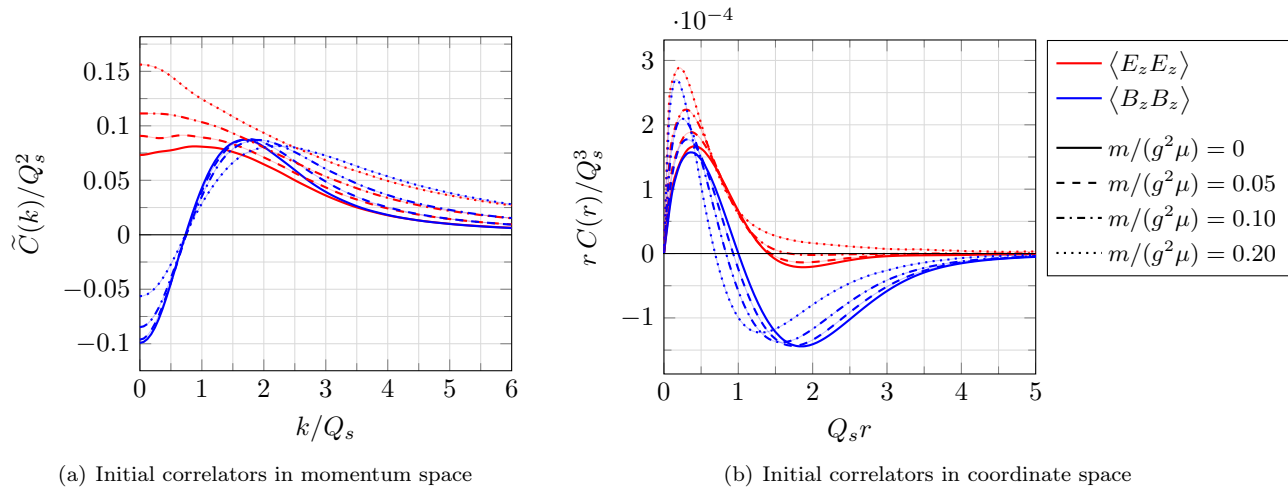 0.15
0.1
0.05
0
−0.05
−0.1
0 1 2 3 4 5 6
C̃(k)/Q_s^2
k/Q_s
(a) Initial correlators in momentum space
·10^−4
3
2
1
0
−1
0 1 2 3 4 5
r C(r)/Q_s^3
Q_s r
(b) Initial correlators in coordinate space
⟨E_z E_z⟩
⟨B_z B_z⟩
m/(g^2μ) = 0
m/(g^2μ) = 0.05
m/(g^2μ) = 0.10
m/(g^2μ) = 0.20